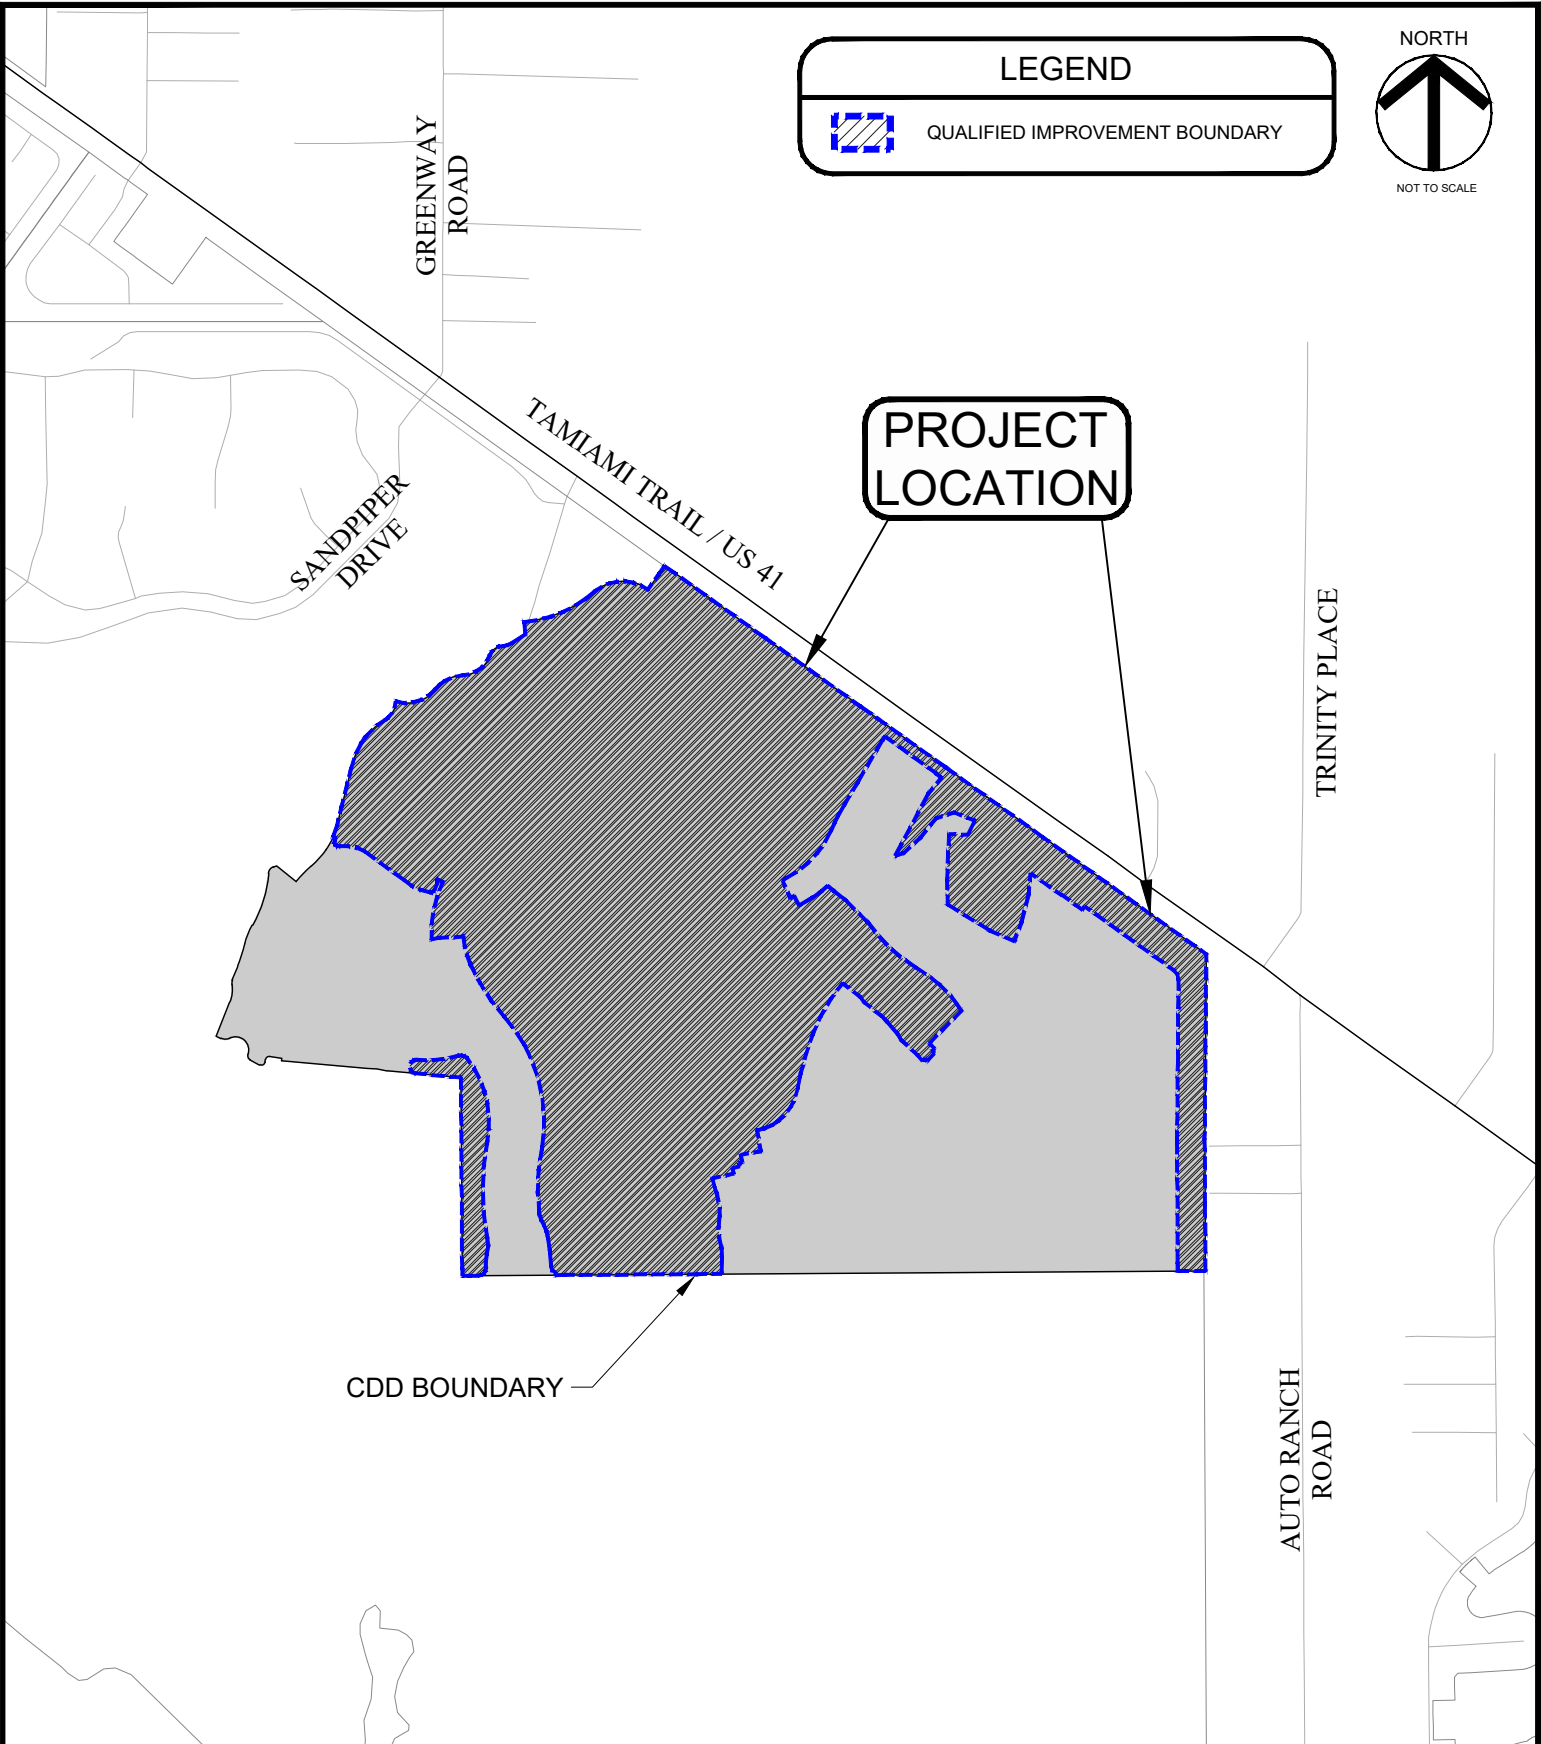 LEGEND
QUALIFIED IMPROVEMENT BOUNDARY
NORTH
NOT TO SCALE
GREENWAY
ROAD
TAMIAMI TRAIL / US 41
PROJECT
LOCATION
SANDPIPER
DRIVE
TRINITY PLACE
CDD BOUNDARY
AUTO RANCH
ROAD